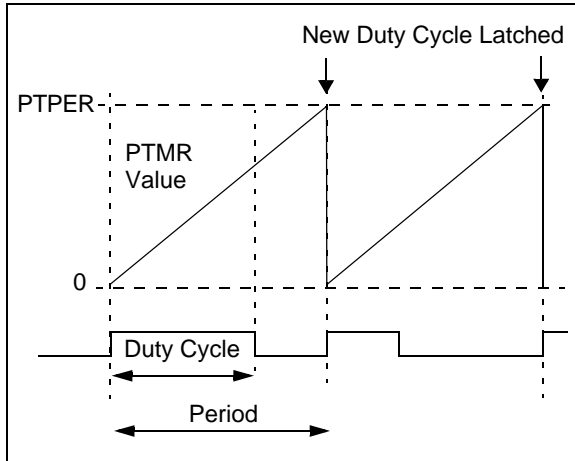 New Duty Cycle Latched
PTPER
PTMR
Value
0
Duty Cycle
Period